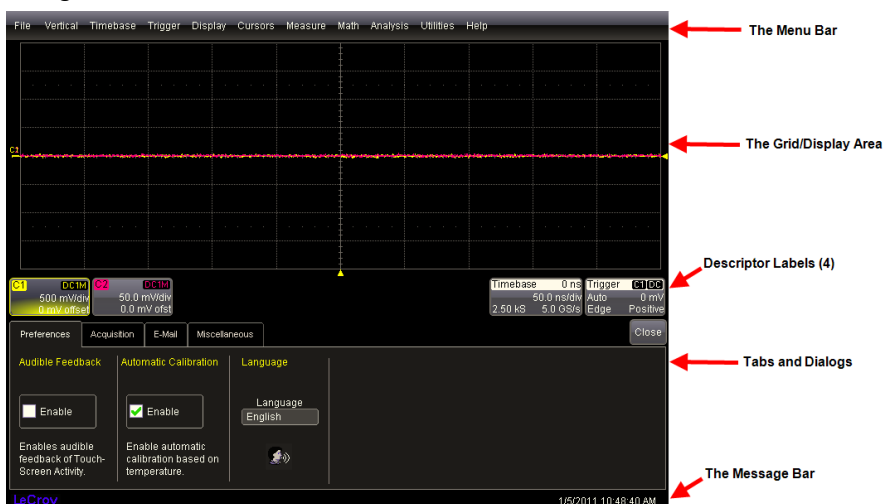 File Vertical Timebase Trigger Display Cursors Measure Math Analysis Utilities Help
The Menu Bar
C1
The Grid/Display Area
Descriptor Labels (4)
C1 DC1M
500 mV/div
0 mV offset
C2 DC1M
50.0 mV/div
0.0 mV ofst
Timebase 0 ns
50.0 ns/div
2.50 kS 5.0 GS/s
Trigger C1 DC
Auto 0 mV
Edge Positive
Preferences Acquisition E-Mail Miscellaneous
Close
Tabs and Dialogs
Audible Feedback
Enable
Enables audible
feedback of Touch-
Screen Activity.
Automatic Calibration
Enable
Enable automatic
calibration based on
temperature.
Language
Language
English
The Message Bar
LeCroy
1/5/2011 10:48:40 AM